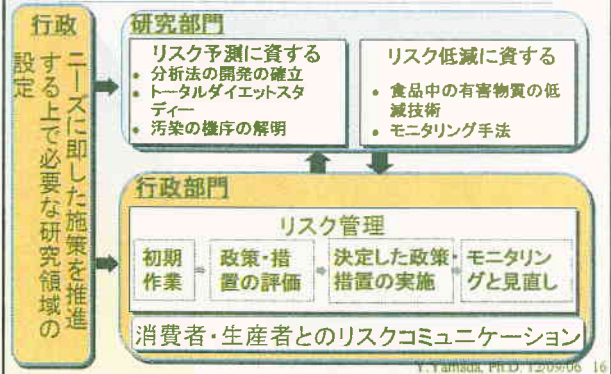 行政
ニーズに即した施策を推進
する上で必要な研究領域の
設定
研究部門
リスク予測に資する
• 分析法の開発の確立
• トータルダイエットスタ
ディー
• 汚染の機序の解明
リスク低減に資する
• 食品中の有害物質の低
減技術
• モニタリング手法
行政部門
リスク管理
初期
作業
政策・措
置の評価
決定した政策・
措置の実施
モニタリン
グと見直し
消費者・生産者とのリスクコミュニケーション
Y. Yamada, Ph.D. 12/09/06 16